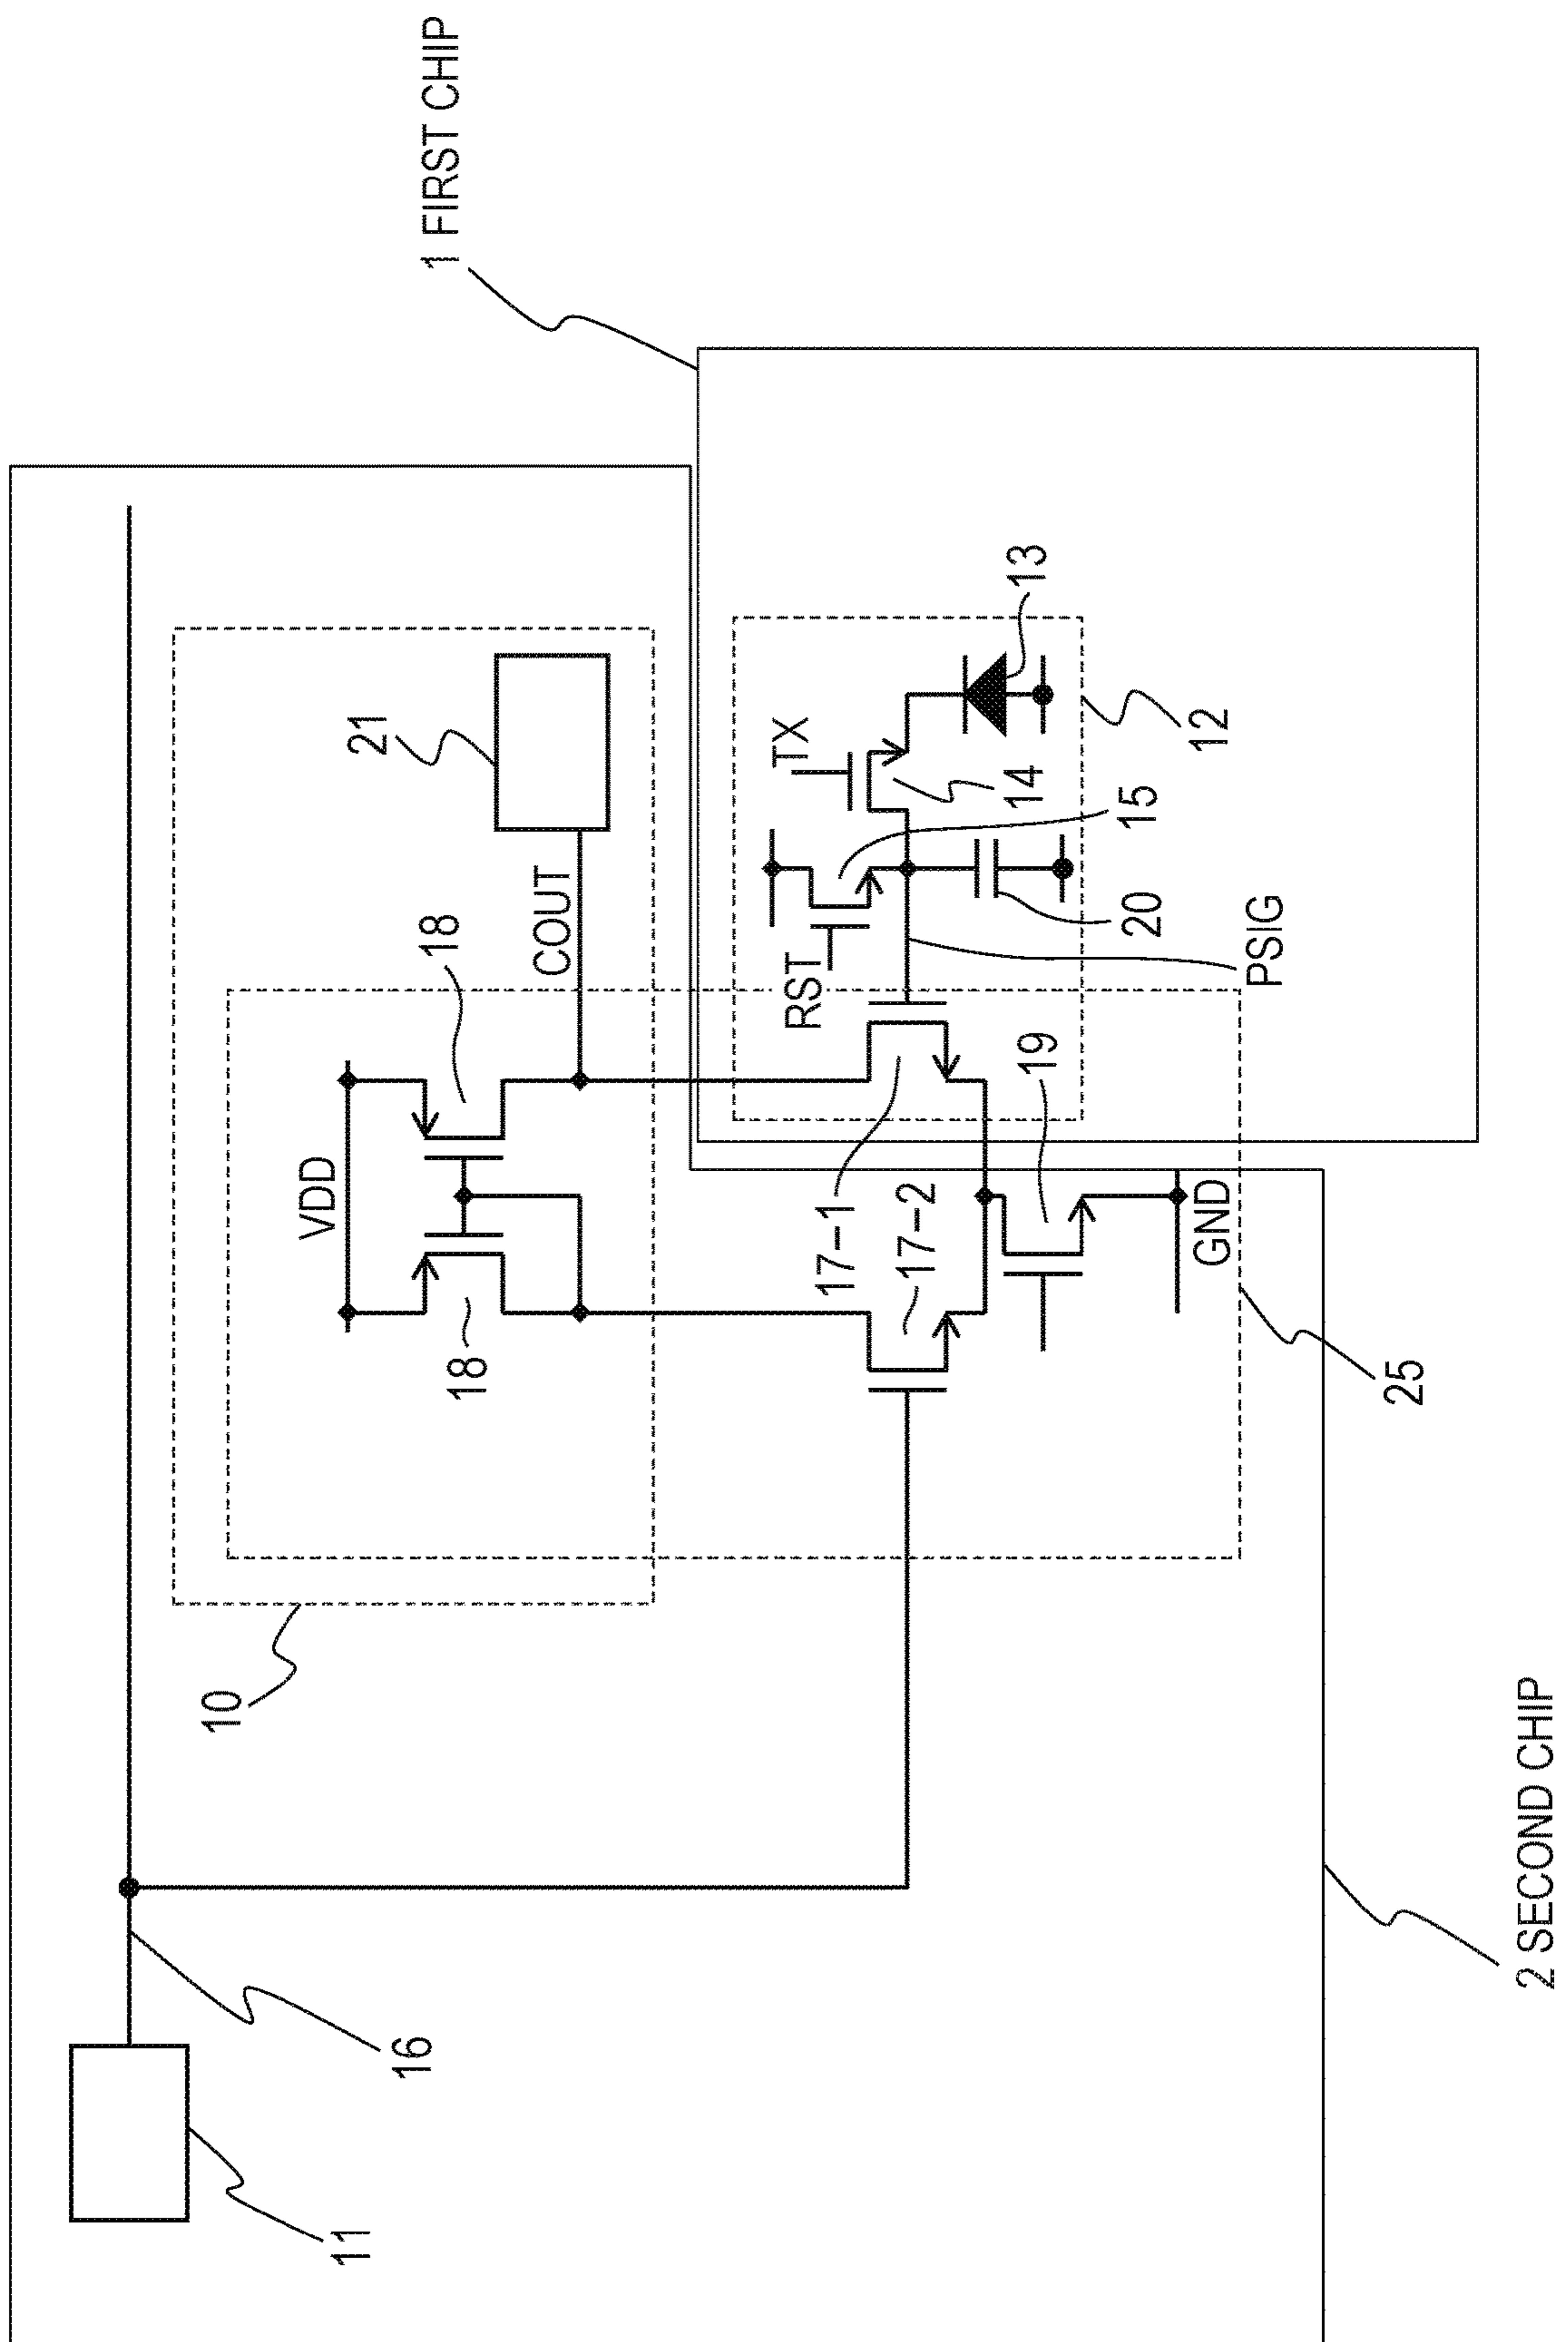 10
VDD
11
21
16
18
1 FIRST CHIP
18
COUT
TX
RST
17-1
17-2
14
13
19
15
20
12
GND
PSIG
25
2 SECOND CHIP